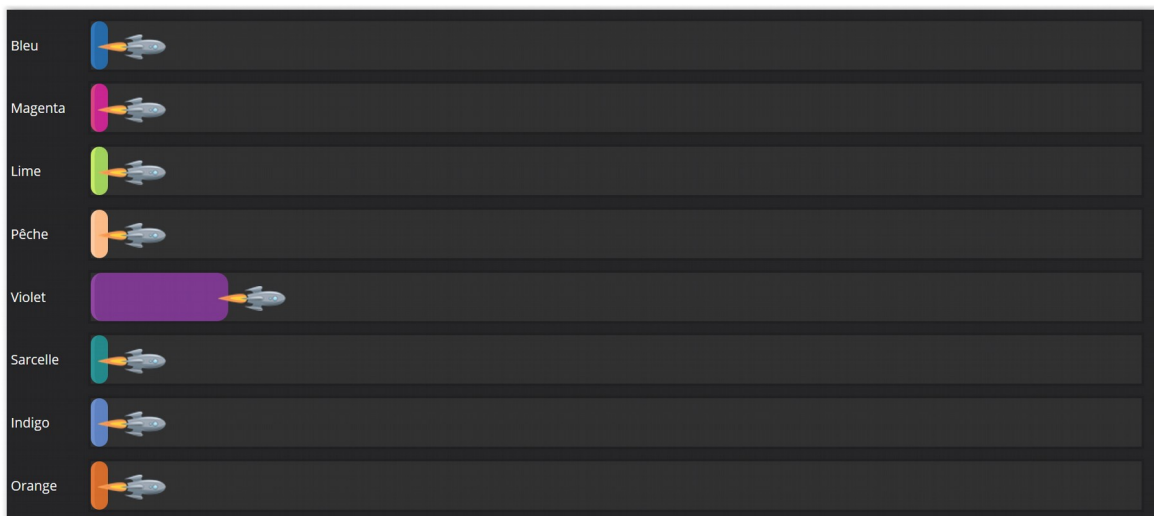 Bleu
Magenta
Lime
Pêche
Violet
Sarcelle
Indigo
Orange